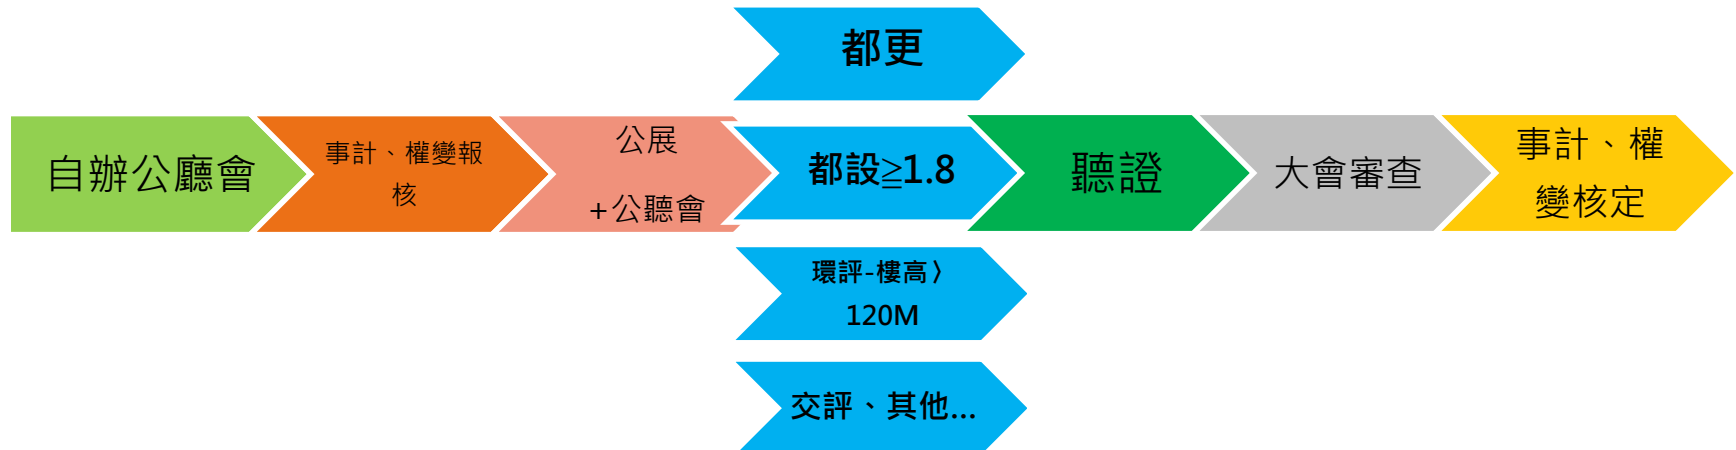 都更
自辦公廳會
事計、權變報
核
公展
+公聽會
都設≧1.8
聽證
大會審查
事計、權
變核定
環評-樓高〉
120M
交評、其他...